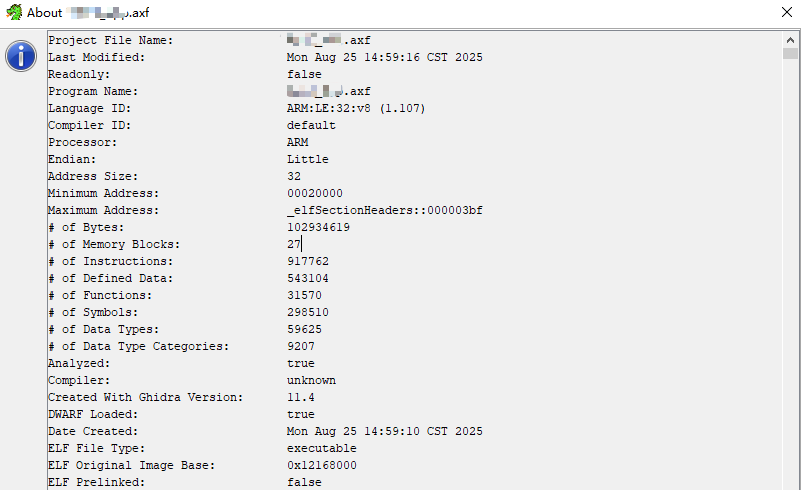 About .axf
Project File Name: .axf
Last Modified: Mon Aug 25 14:59:16 CST 2025
Readonly: false
Program Name: .axf
Language ID: ARM:LE:32:v8 (1.107)
Compiler ID: default
Processor: ARM
Endian: Little
Address Size: 32
Minimum Address: 00020000
Maximum Address: _elfSectionHeaders::000003bf
# of Bytes: 102934619
# of Memory Blocks: 27
# of Instructions: 917762
# of Defined Data: 543104
# of Functions: 31570
# of Symbols: 298510
# of Data Types: 59625
# of Data Type Categories: 9207
Analyzed: true
Compiler: unknown
Created With Ghidra Version: 11.4
DWARF Loaded: true
Date Created: Mon Aug 25 14:59:10 CST 2025
ELF File Type: executable
ELF Original Image Base: 0x12168000
ELF Prelinked: false